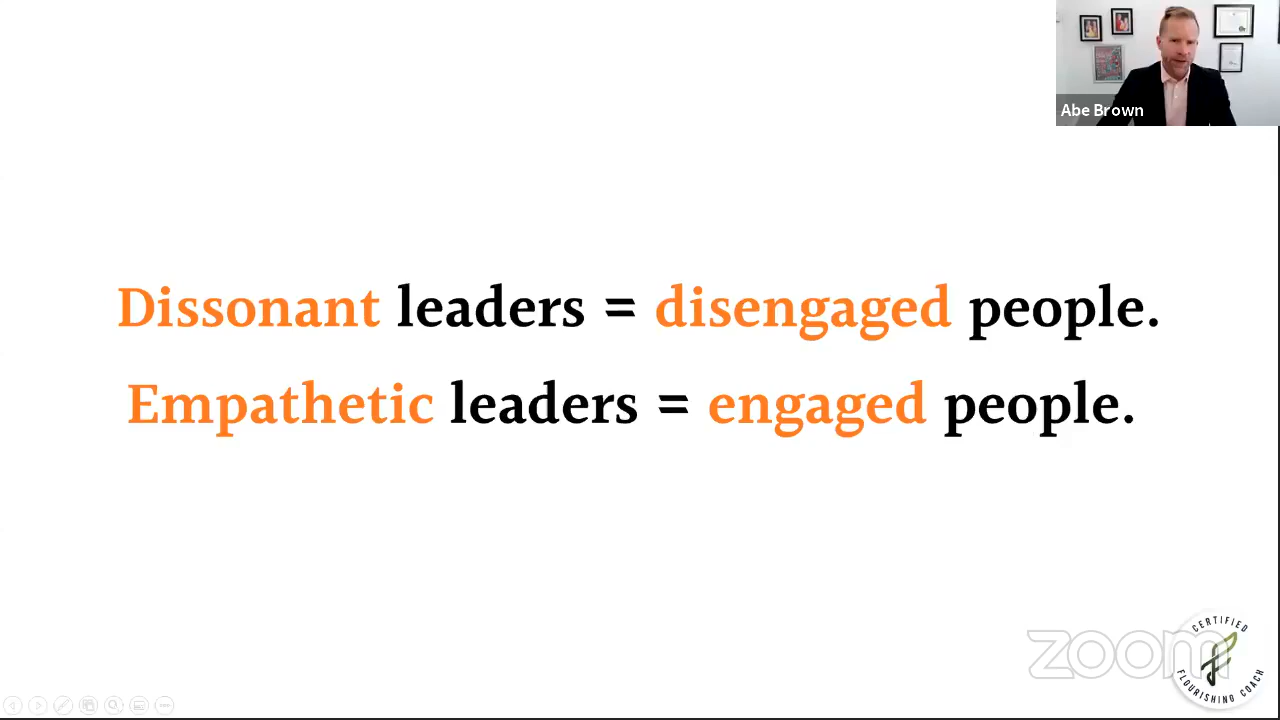 Abe Brown
Dissonant leaders = disengaged people.
Empathetic leaders = engaged people.
zoom
CERTIFIED
FLOURISHING COACH